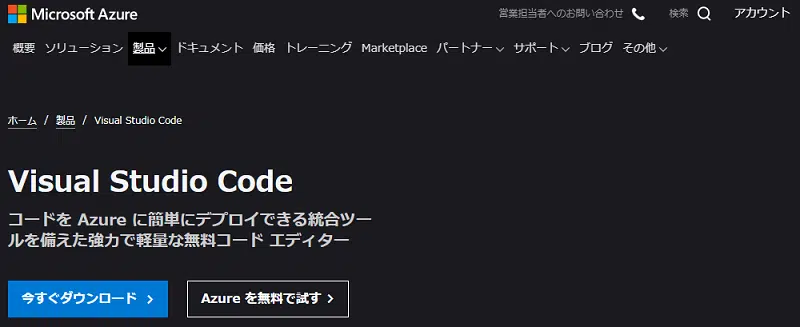 Microsoft Azure
営業担当者へのお問い合わせ 検索 アカウント
概要 ソリューション 製品 ドキュメント 価格 トレーニング Marketplace パートナー サポート ブログ その他
ホーム / 製品 / Visual Studio Code
Visual Studio Code
コードを Azure に簡単にデプロイできる統合ツー
ルを備えた強力で軽量な無料コード エディター
今すぐダウンロード Azure を無料で試す